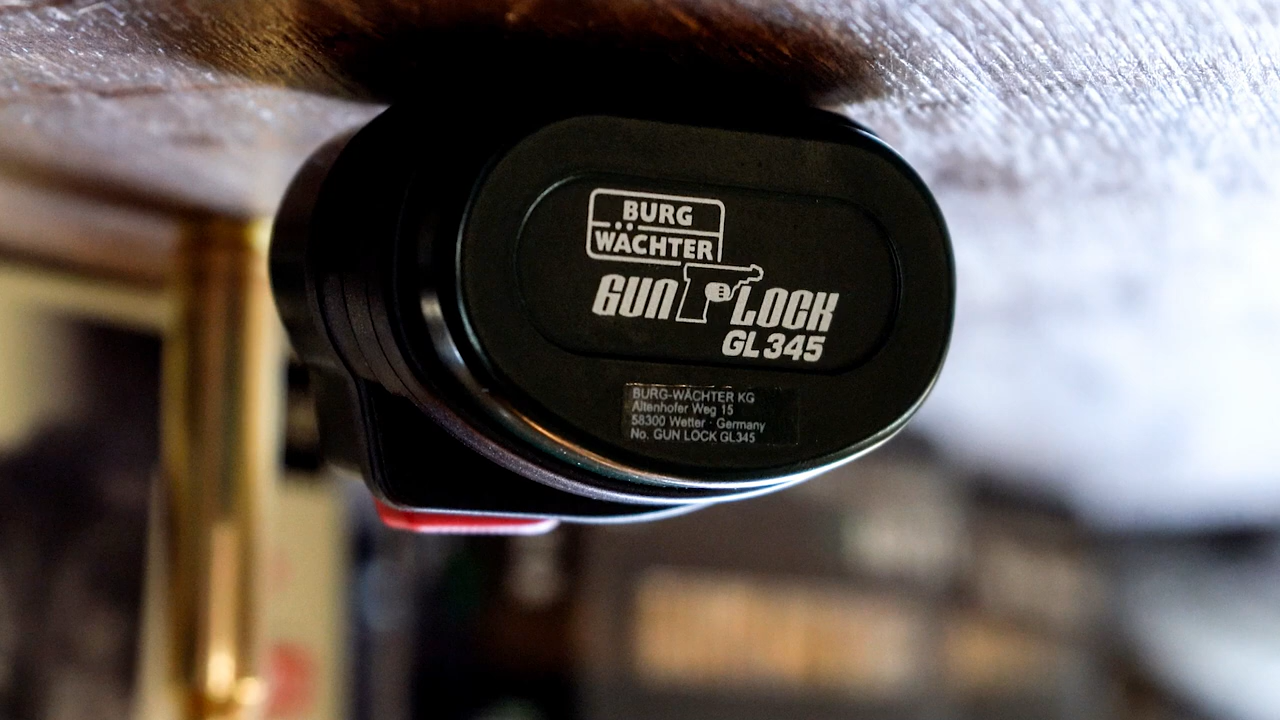 BURG
WÄCHTER
GUN LOCK
GL 345
BURG-WÄCHTER KG
Altenhofer Weg 15
58300 Wetter · Germany
No. GUN LOCK GL345